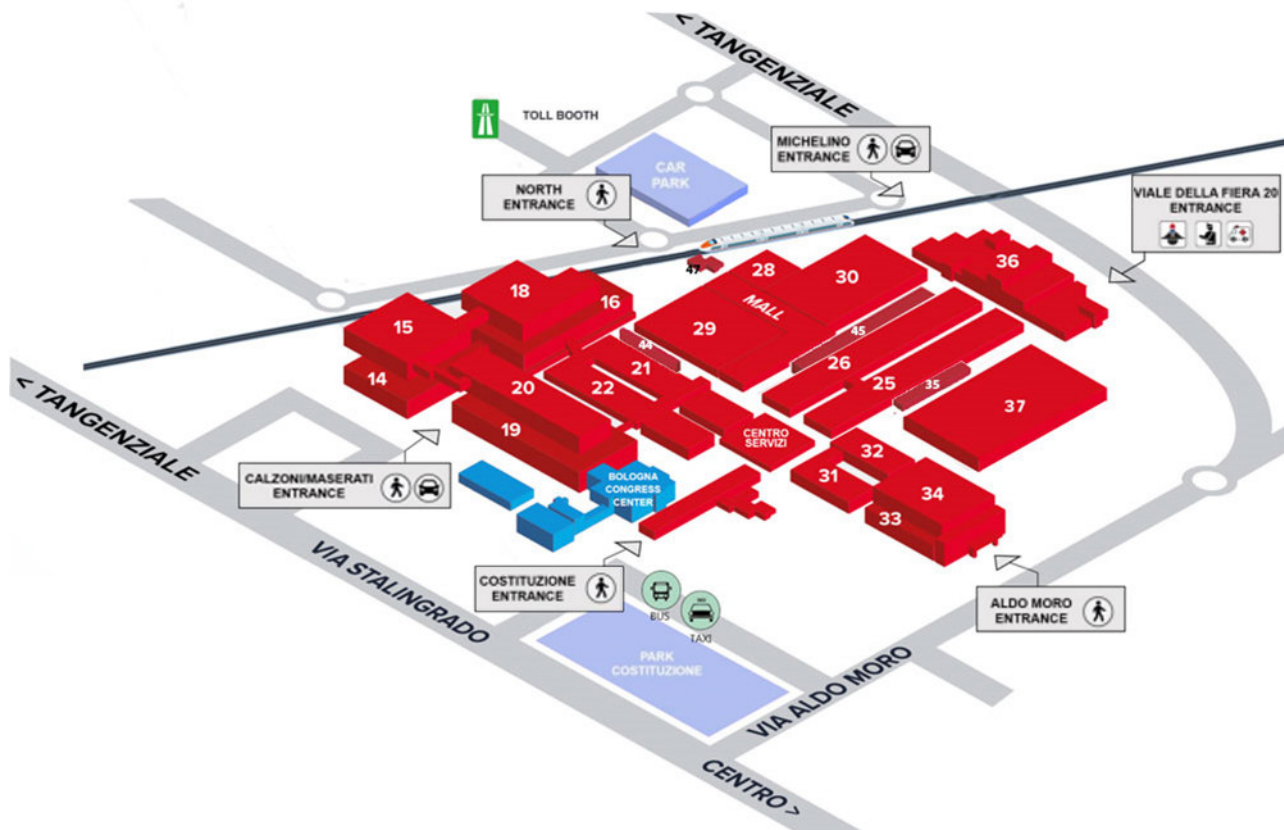 < TANGENZIALE
TOLL BOOTH
MICHELINO
ENTRANCE
CAR
PARK
NORTH
ENTRANCE
VIALE DELLA FIERA 20
ENTRANCE
47
28
30
36
18
16
MALL
15
29
45
44
26
14
21
25
35
20
22
37
19
CENTRO
SERVIZI
32
31
34
33
< TANGENZIALE
CALZONI/MASERATI
ENTRANCE
BOLOGNA
CONGRESS
CENTER
VIA STALINGRADO
COSTITUZIONE
ENTRANCE
BUS
TAXI
ALDO MORO
ENTRANCE
PARK
COSTITUZIONE
VIA ALDO MORO
CENTRO >